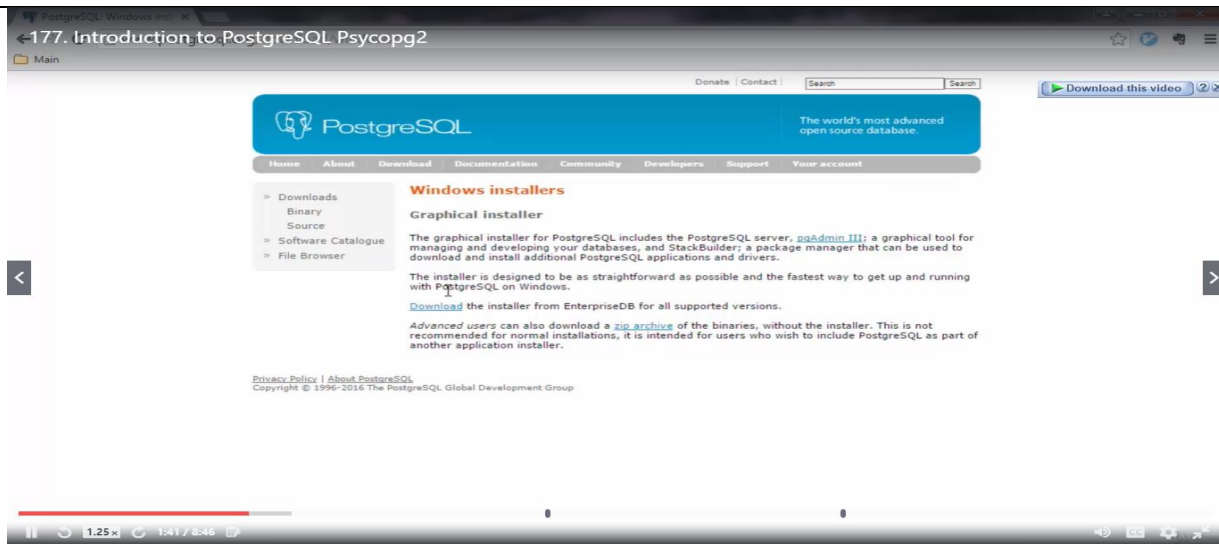 PostgreSQL: Windows inst
177. Introduction to PostgreSQL Psycopg2
Main
Donate | Contact
Search
Search
Download this video
PostgreSQL
The world's most advanced
open source database.
Home About Download Documentation Community Developers Support Your account
» Downloads
Binary
Source
» Software Catalogue
» File Browser
Windows installers
Graphical installer
The graphical installer for PostgreSQL includes the PostgreSQL server, pgAdmin III; a graphical tool for
managing and developing your databases, and StackBuilder; a package manager that can be used to
download and install additional PostgreSQL applications and drivers.
The installer is designed to be as straightforward as possible and the fastest way to get up and running
with PostgreSQL on Windows.
Download the installer from EnterpriseDB for all supported versions.
Advanced users can also download a zip archive of the binaries, without the installer. This is not
recommended for normal installations, it is intended for users who wish to include PostgreSQL as part of
another application installer.
Privacy Policy | About PostgreSQL
Copyright © 1996-2016 The PostgreSQL Global Development Group
1.25x 1:41 / 8:46
CC